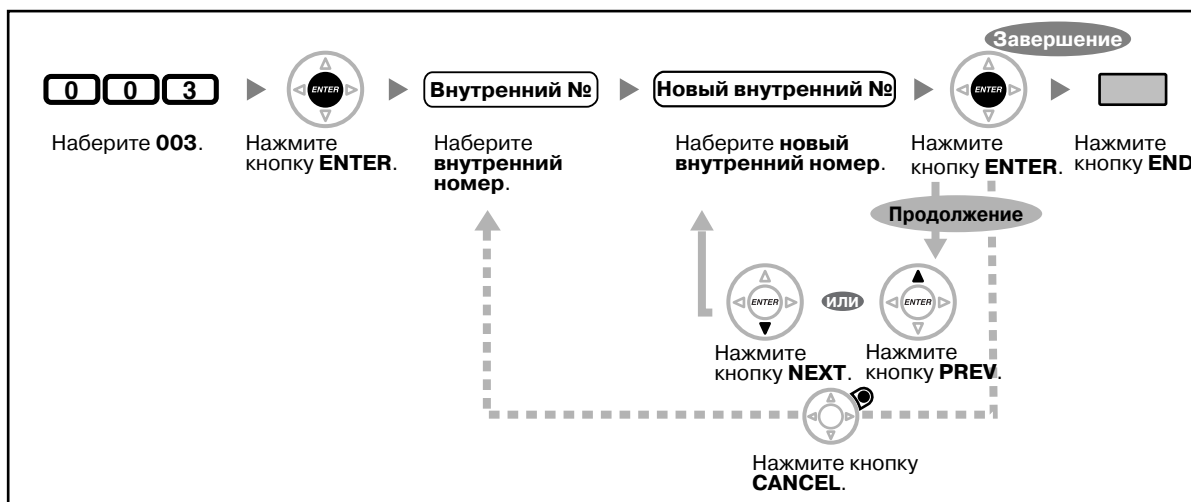 Завершение
0 0 3
ENTER
Внутренний №
Новый внутренний №
ENTER
Наберите 003.
Нажмите
кнопку ENTER.
Наберите
внутренний
номер.
Наберите новый
внутренний номер.
Нажмите
кнопку ENTER.
Нажмите
кнопку END
Продолжение
ENTER
или
ENTER
Нажмите
кнопку NEXT.
Нажмите
кнопку PREV.
Нажмите кнопку
CANCEL.